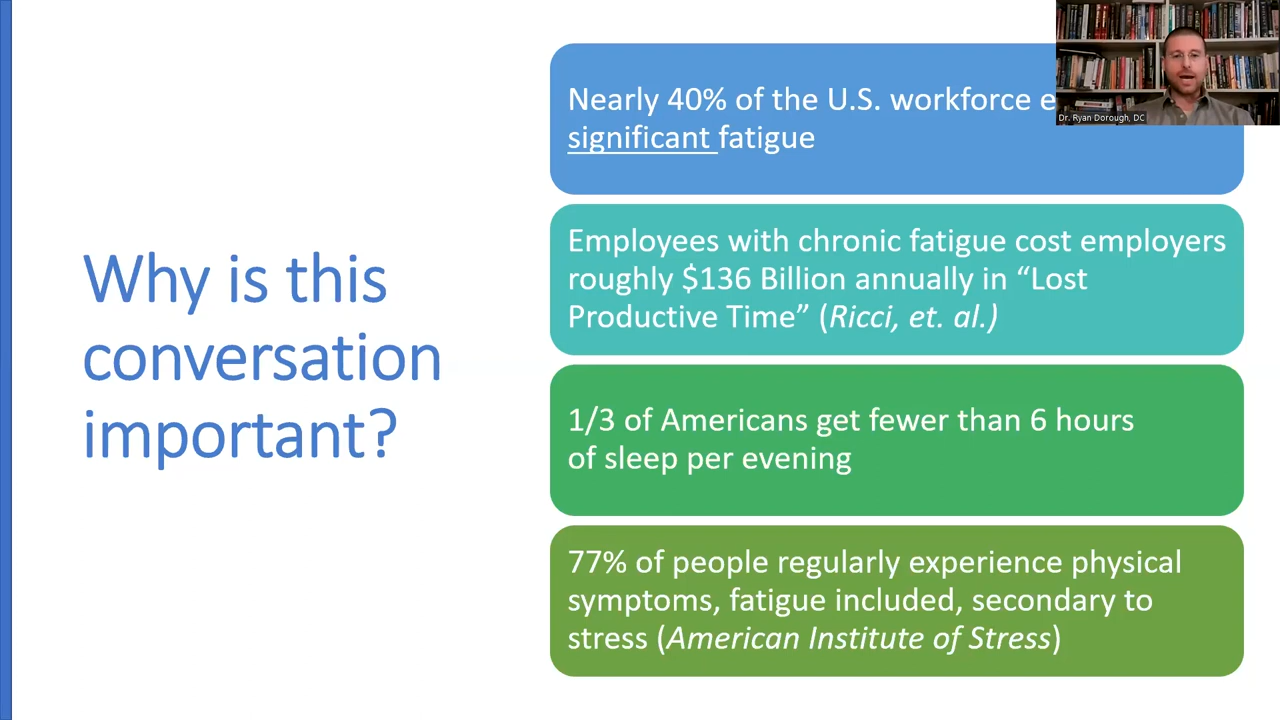 Why is this
conversation
important?
Nearly 40% of the U.S. workforce e
significant fatigue
Employees with chronic fatigue cost employers
roughly $136 Billion annually in “Lost
Productive Time” (Ricci, et. al.)
1/3 of Americans get fewer than 6 hours
of sleep per evening
77% of people regularly experience physical
symptoms, fatigue included, secondary to
stress (American Institute of Stress)
Dr. Ryan Dorough, DC